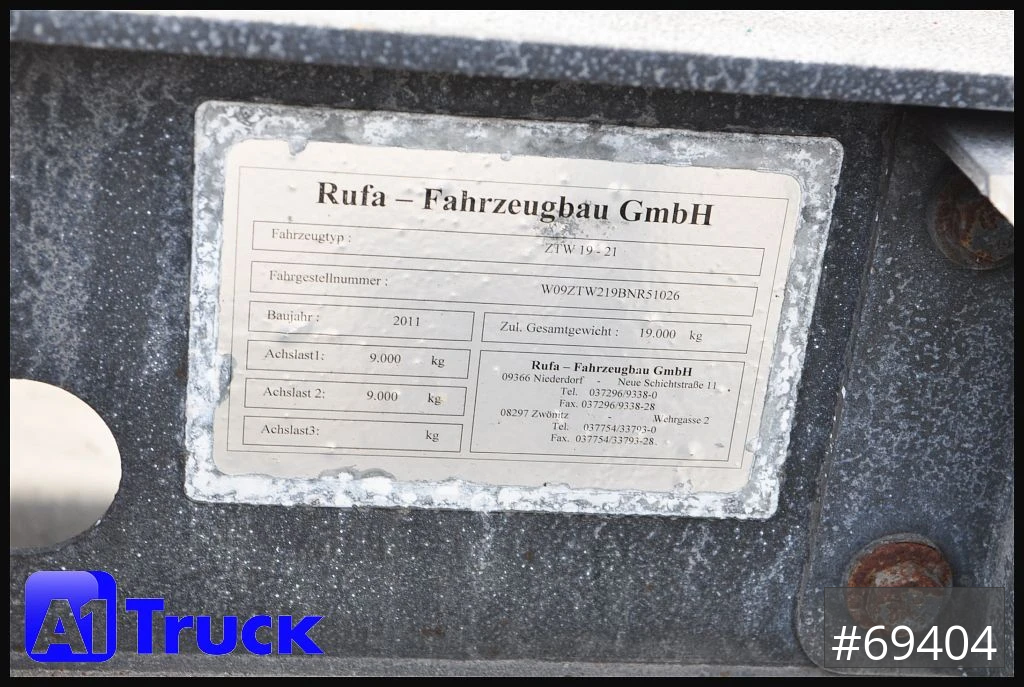 Rufa – Fahrzeugbau GmbH
Fahrzeugtyp : ZTW 19 - 21
Fahrgestellnummer : W09ZTW219BNR51026
Baujahr : 2011
Zul. Gesamtgewicht : 19.000 kg
Achslast1: 9.000 kg
Achslast 2: 9.000 kg
Achslast3: kg
Rufa – Fahrzeugbau GmbH
09366 Niederdorf - Neue Schichtstraße 11
Tel. 037296/9338-0
Fax. 037296/9338-28
08297 Zwönitz - Wehrgasse 2
Tel: 037754/33793-0
Fax. 037754/33793-28
A1 Truck
#69404